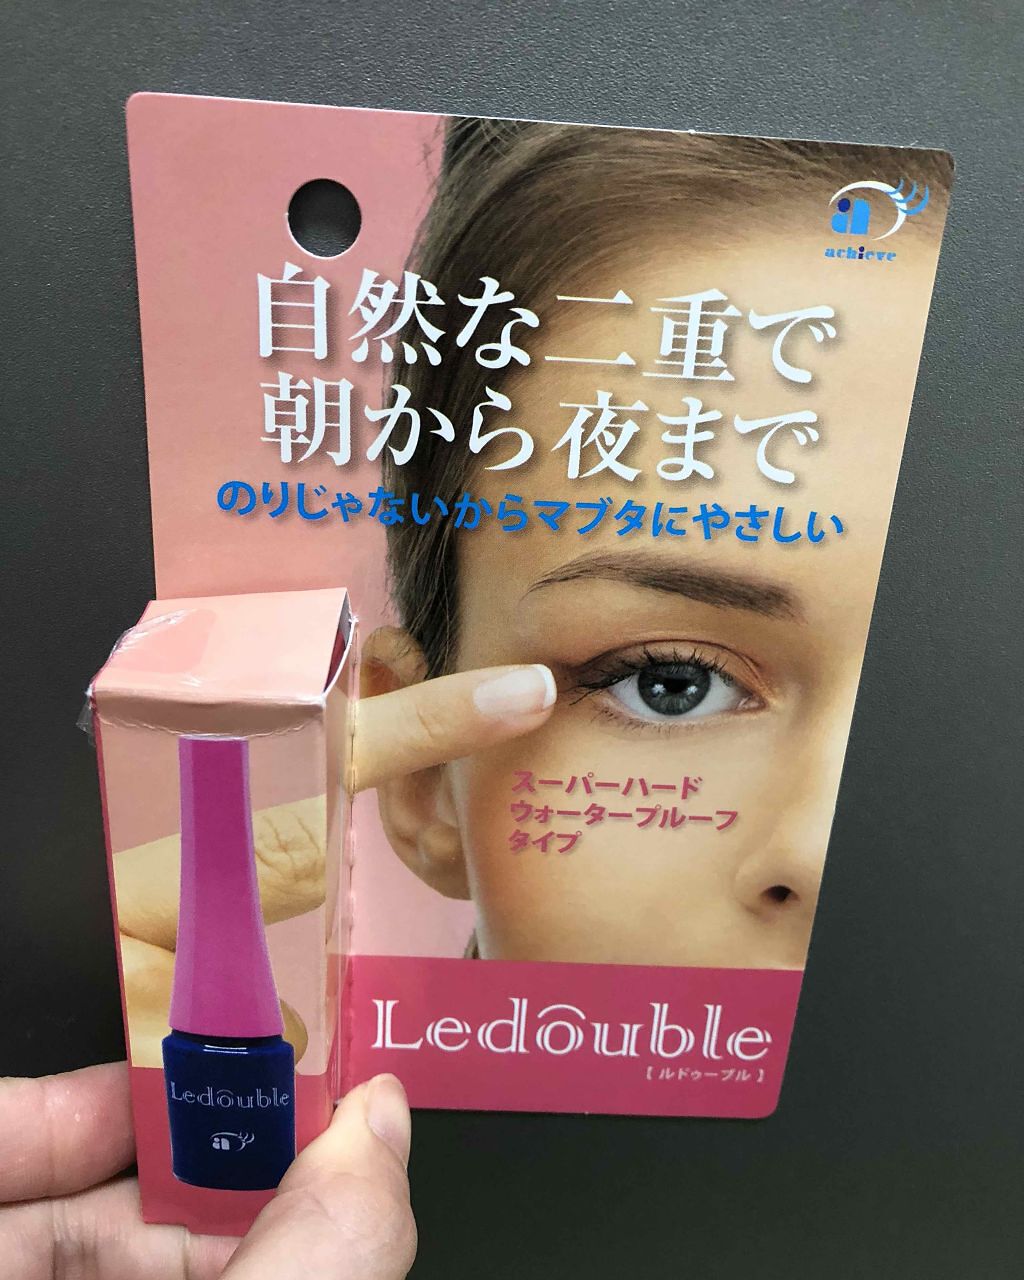 achieve
自然な二重で
朝から夜まで
のりじゃないからマブタにやさしい
スーパーハード
ウォータープルーフ
タイプ
Ledouble
【ルドゥーブル】
Ledouble
a